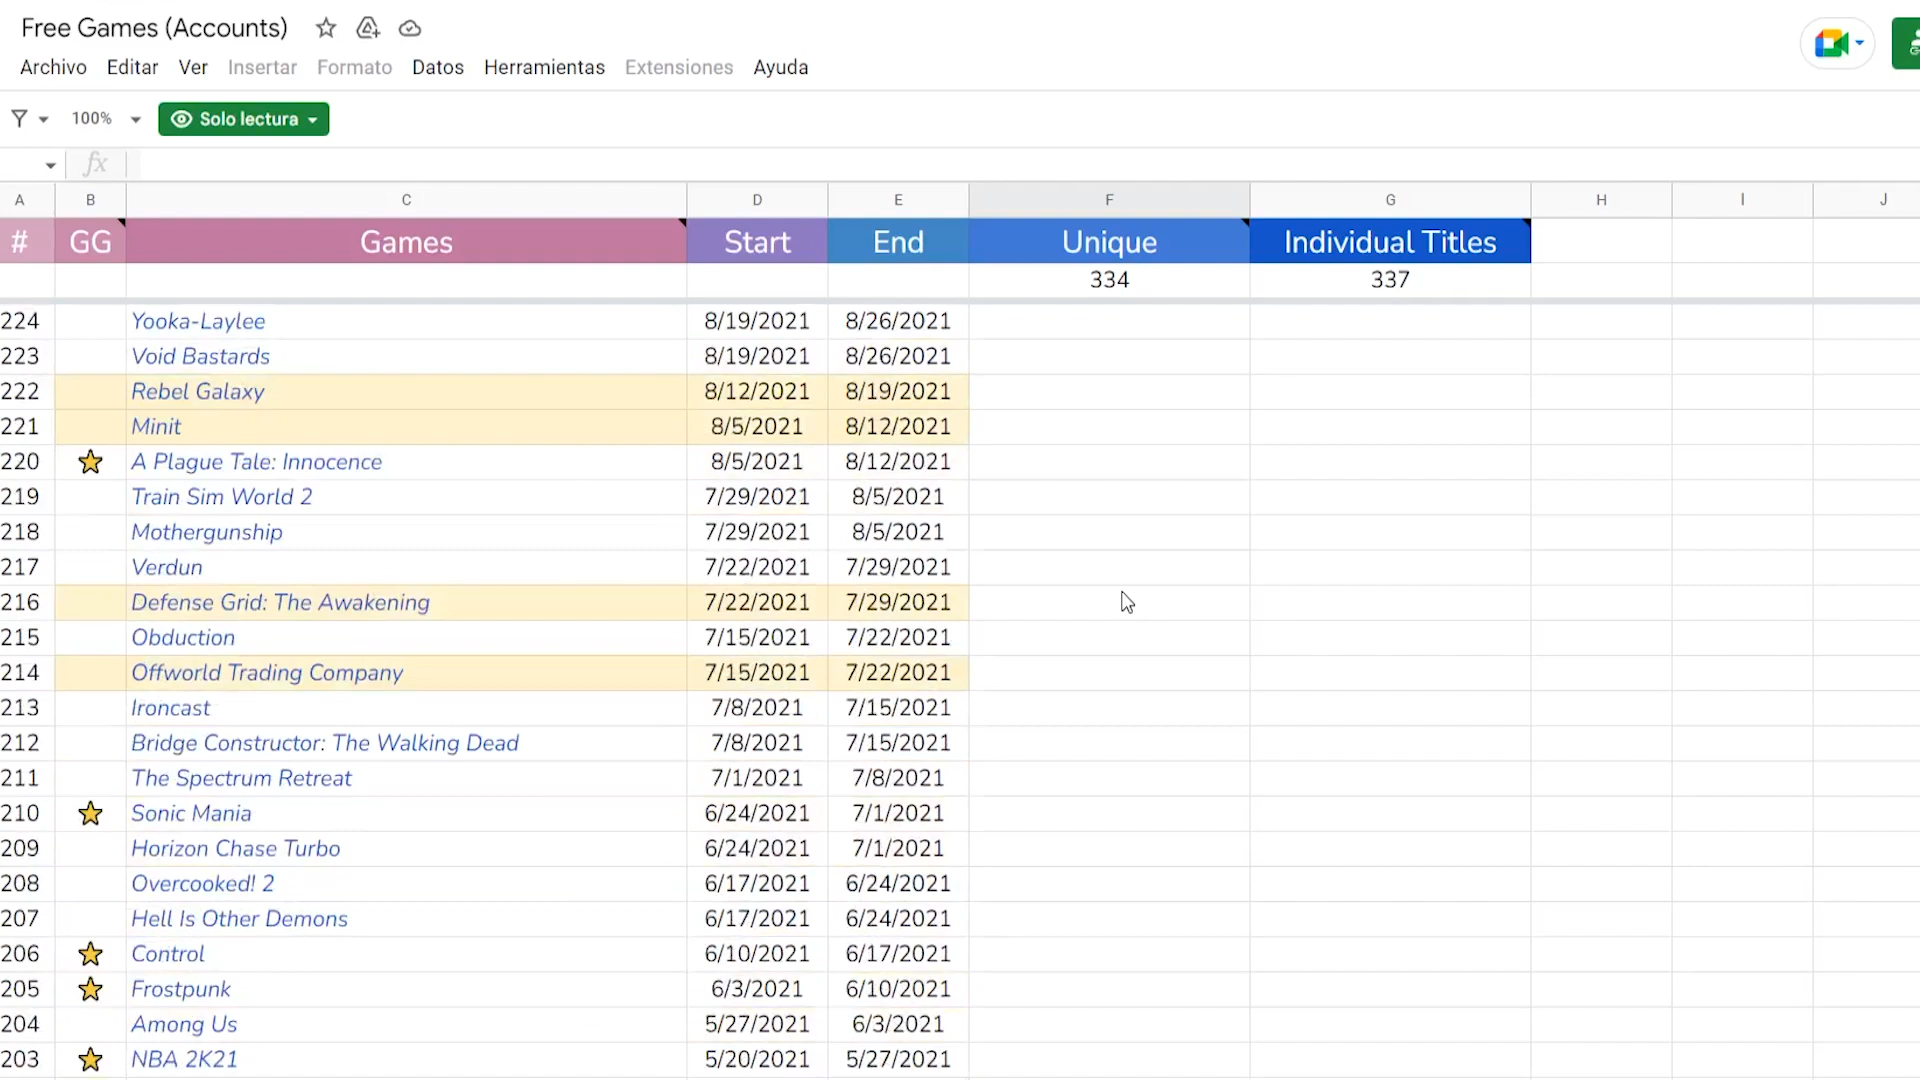 Free Games (Accounts)
Archivo Editar Ver Insertar Formato Datos Herramientas Extensiones Ayuda
100% Solo lectura
fx
A B C D E F G H I J
# GG Games Start End Unique Individual Titles
334 337
224 Yooka-Laylee 8/19/2021 8/26/2021
223 Void Bastards 8/19/2021 8/26/2021
222 Rebel Galaxy 8/12/2021 8/19/2021
221 Minit 8/5/2021 8/12/2021
220 A Plague Tale: Innocence 8/5/2021 8/12/2021
219 Train Sim World 2 7/29/2021 8/5/2021
218 Mothergunship 7/29/2021 8/5/2021
217 Verdun 7/22/2021 7/29/2021
216 Defense Grid: The Awakening 7/22/2021 7/29/2021
215 Obduction 7/15/2021 7/22/2021
214 Offworld Trading Company 7/15/2021 7/22/2021
213 Ironcast 7/8/2021 7/15/2021
212 Bridge Constructor: The Walking Dead 7/8/2021 7/15/2021
211 The Spectrum Retreat 7/1/2021 7/8/2021
210 Sonic Mania 6/24/2021 7/1/2021
209 Horizon Chase Turbo 6/24/2021 7/1/2021
208 Overcooked! 2 6/17/2021 6/24/2021
207 Hell Is Other Demons 6/17/2021 6/24/2021
206 Control 6/10/2021 6/17/2021
205 Frostpunk 6/3/2021 6/10/2021
204 Among Us 5/27/2021 6/3/2021
203 NBA 2K21 5/20/2021 5/27/2021